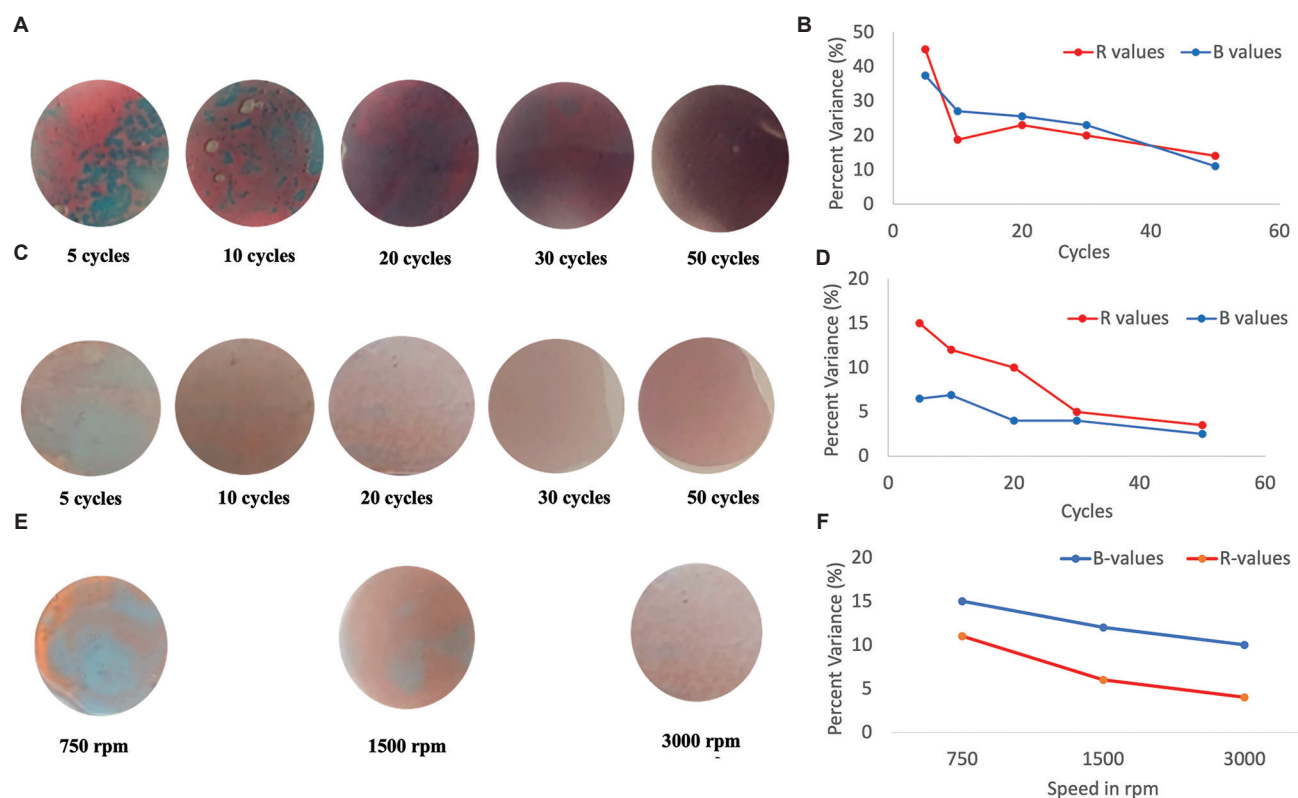 A
5 cycles
10 cycles
20 cycles
30 cycles
50 cycles
B
Percent Variance (%)
50
40
30
20
10
0
R values
B values
0
20
40
60
Cycles
C
5 cycles
10 cycles
20 cycles
30 cycles
50 cycles
D
Percent Variance (%)
20
15
10
5
0
R values
B values
0
20
40
60
Cycles
E
750 rpm
1500 rpm
3000 rpm
F
Percent Variance (%)
20
15
10
5
0
B-values
R-values
750
1500
3000
Speed in rpm